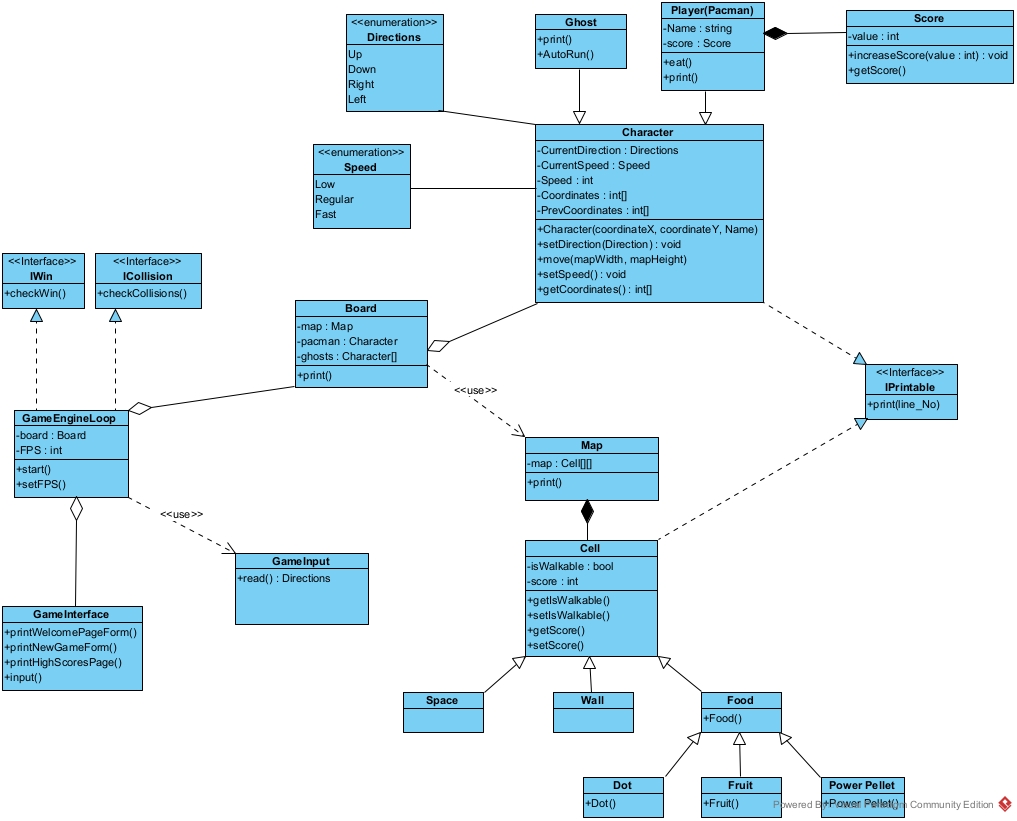 <<enumeration>>
Directions
Up
Down
Right
Left
Ghost
+print()
+AutoRun()
Player(Pacman)
-Name : string
-score : Score
+eat()
+print()
Score
-value : int
+increaseScore(value : int) : void
+getScore()
<<enumeration>>
Speed
Low
Regular
Fast
Character
-CurrentDirection : Directions
-CurrentSpeed : Speed
-Speed : int
-Coordinates : int[]
-PrevCoordinates : int[]
+Character(coordinateX, coordinateY, Name)
+setDirection(Direction) : void
+move(mapWidth, mapHeight)
+setSpeed() : void
+getCoordinates() : int[]
<<Interface>>
IWin
+checkWin()
<<Interface>>
ICollision
+checkCollisions()
Board
-map : Map
-pacman : Character
-ghosts : Character[]
+print()
<<use>>
<<Interface>>
IPrintable
+print(line_No)
GameEngineLoop
-board : Board
-FPS : int
+start()
+setFPS()
<<use>>
Map
-map : Cell[][]
+print()
GameInput
+read() : Directions
Cell
-isWalkable : bool
-score : int
+getIsWalkable()
+setIsWalkable()
+getScore()
+setScore()
GameInterface
+printWelcomePageForm()
+printNewGameForm()
+printHighScoresPage()
+input()
Space
Wall
Food
+Food()
Dot
+Dot()
Fruit
+Fruit()
Power Pellet
+Power Pellet()
Powered By Visual Paradigm Community Edition